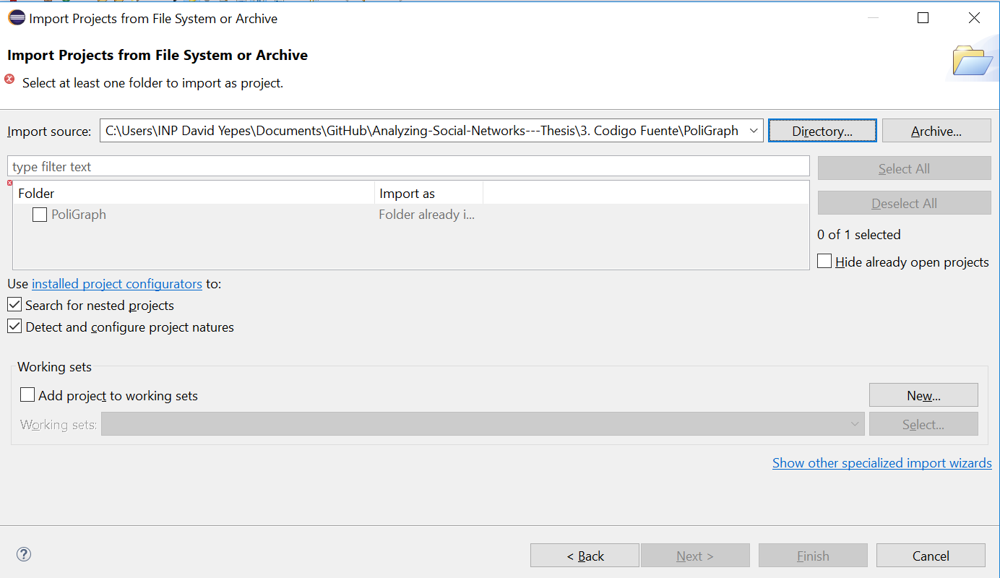 Import Projects from File System or Archive
Import Projects from File System or Archive
Select at least one folder to import as project.
Import source: C:\Users\INP David Yepes\Documents\GitHub\Analyzing-Social-Networks---Thesis\3. Codigo Fuente\PoliGraph Directory... Archive...
type filter text Select All
Folder Import as
Deselect All
PoliGraph Folder already i...
0 of 1 selected
Hide already open projects
Use installed project configurators to:
Search for nested projects
Detect and configure project natures
Working sets
Add project to working sets New...
Working sets: Select...
Show other specialized import wizards
? < Back Next > Finish Cancel